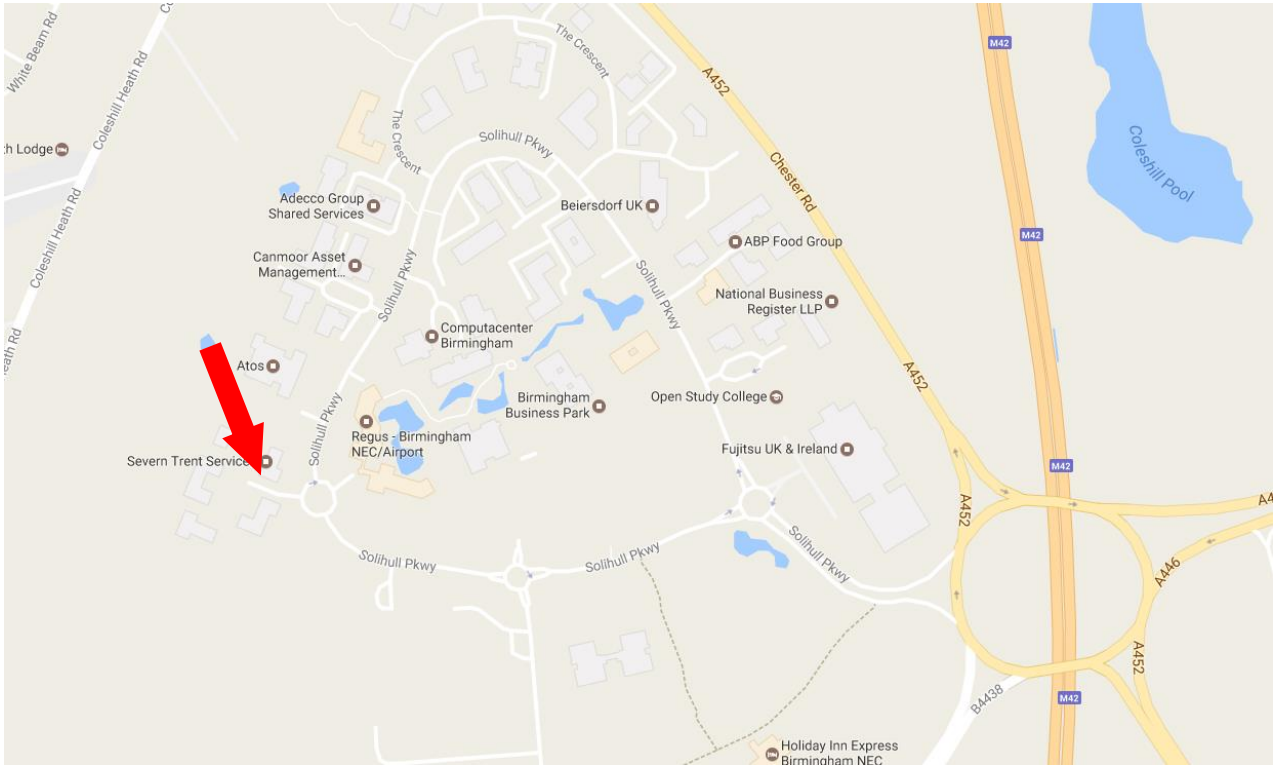 White Beam Rd
Coleshill Heath Rd
Co
The Crescent
A452
M42
Coleshill Pool
h Lodge
The Crescent
Solihull Pkwy
Chester Rd
Adecco Group
Shared Services
Beiersdorf UK
M42
Coleshill Heath Rd
ABP Food Group
Canmoor Asset
Management...
Solihull Pkwy
Solihull Pkwy
National Business
Register LLP
eath Rd
Computacenter
Birmingham
Atos
A452
Birmingham
Business Park
Open Study College
Solihull Pkwy
Regus - Birmingham
NEC/Airport
Fujitsu UK & Ireland
Severn Trent Service
M42
A452
A4
Solihull Pkwy
Solihull Pkwy
Solihull Pkwy
A446
A452
B4438
M42
Holiday Inn Express
Birmingham NEC